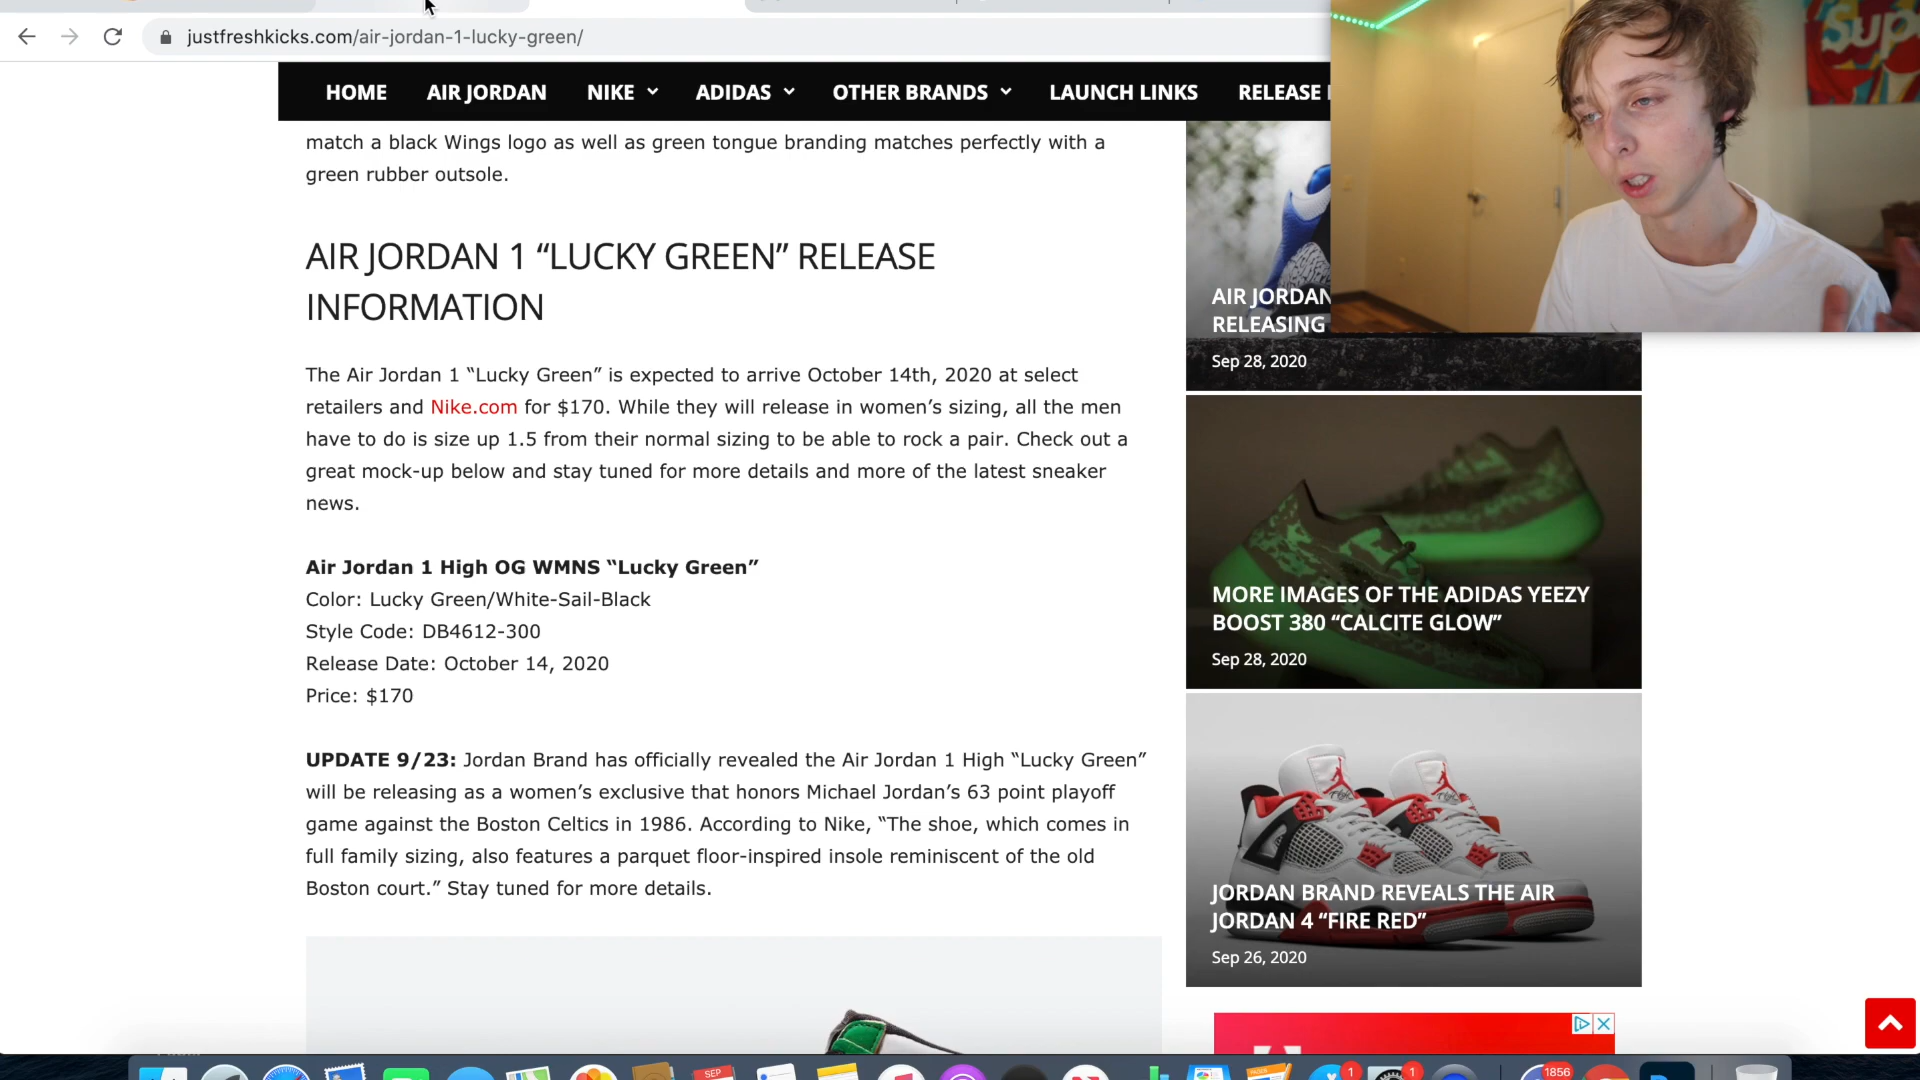 justfreshkicks.com/air-jordan-1-lucky-green/
HOME AIR JORDAN NIKE ADIDAS OTHER BRANDS LAUNCH LINKS RELEASE
match a black Wings logo as well as green tongue branding matches perfectly with a
green rubber outsole.
AIR JORDAN 1 “LUCKY GREEN” RELEASE
INFORMATION
The Air Jordan 1 “Lucky Green” is expected to arrive October 14th, 2020 at select
retailers and Nike.com for $170. While they will release in women’s sizing, all the men
have to do is size up 1.5 from their normal sizing to be able to rock a pair. Check out a
great mock-up below and stay tuned for more details and more of the latest sneaker
news.
Air Jordan 1 High OG WMNS “Lucky Green”
Color: Lucky Green/White-Sail-Black
Style Code: DB4612-300
Release Date: October 14, 2020
Price: $170
UPDATE 9/23: Jordan Brand has officially revealed the Air Jordan 1 High “Lucky Green”
will be releasing as a women’s exclusive that honors Michael Jordan’s 63 point playoff
game against the Boston Celtics in 1986. According to Nike, “The shoe, which comes in
full family sizing, also features a parquet floor-inspired insole reminiscent of the old
Boston court.” Stay tuned for more details.
AIR JORDAN
RELEASING
Sep 28, 2020
MORE IMAGES OF THE ADIDAS YEEZY
BOOST 380 “CALCITE GLOW”
Sep 28, 2020
JORDAN BRAND REVEALS THE AIR
JORDAN 4 “FIRE RED”
Sep 26, 2020
Sup
SEP
PAGES
1
1
1856